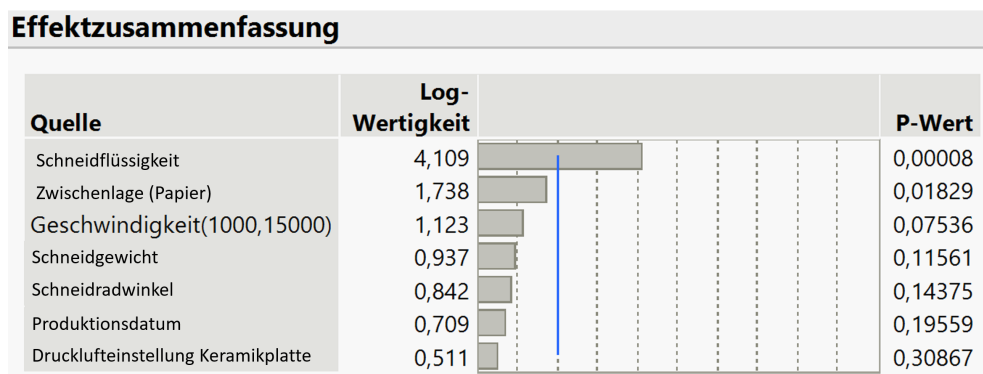 Effektzusammenfassung
Log-
Quelle Wertigkeit P-Wert
Schneidflüssigkeit 4,109 0,00008
Zwischenlage (Papier) 1,738 0,01829
Geschwindigkeit(1000,15000) 1,123 0,07536
Schneidgewicht 0,937 0,11561
Schneidradwinkel 0,842 0,14375
Produktionsdatum 0,709 0,19559
Drucklufteinstellung Keramikplatte 0,511 0,30867